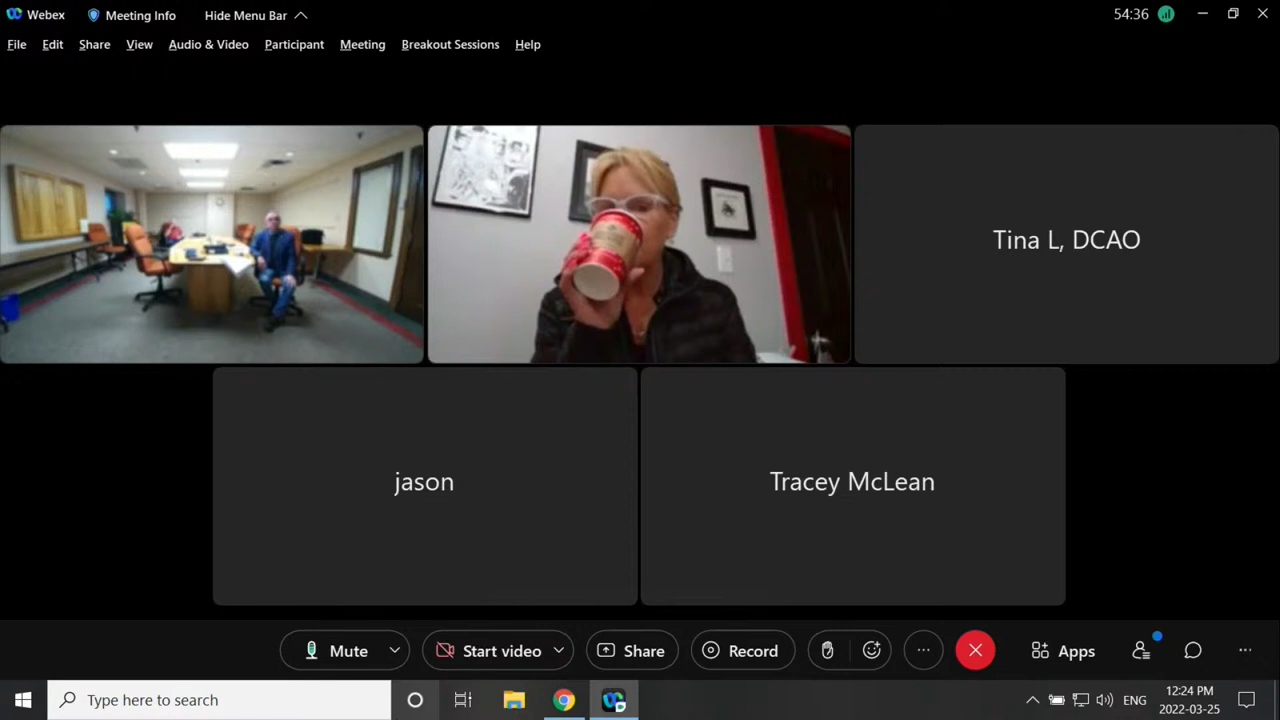 Webex Meeting Info Hide Menu Bar 54:36
File Edit Share View Audio & Video Participant Meeting Breakout Sessions Help
Tina L, DCAO
jason Tracey McLean
Mute Start video Share Record Apps
Type here to search ENG 12:24 PM
2022-03-25